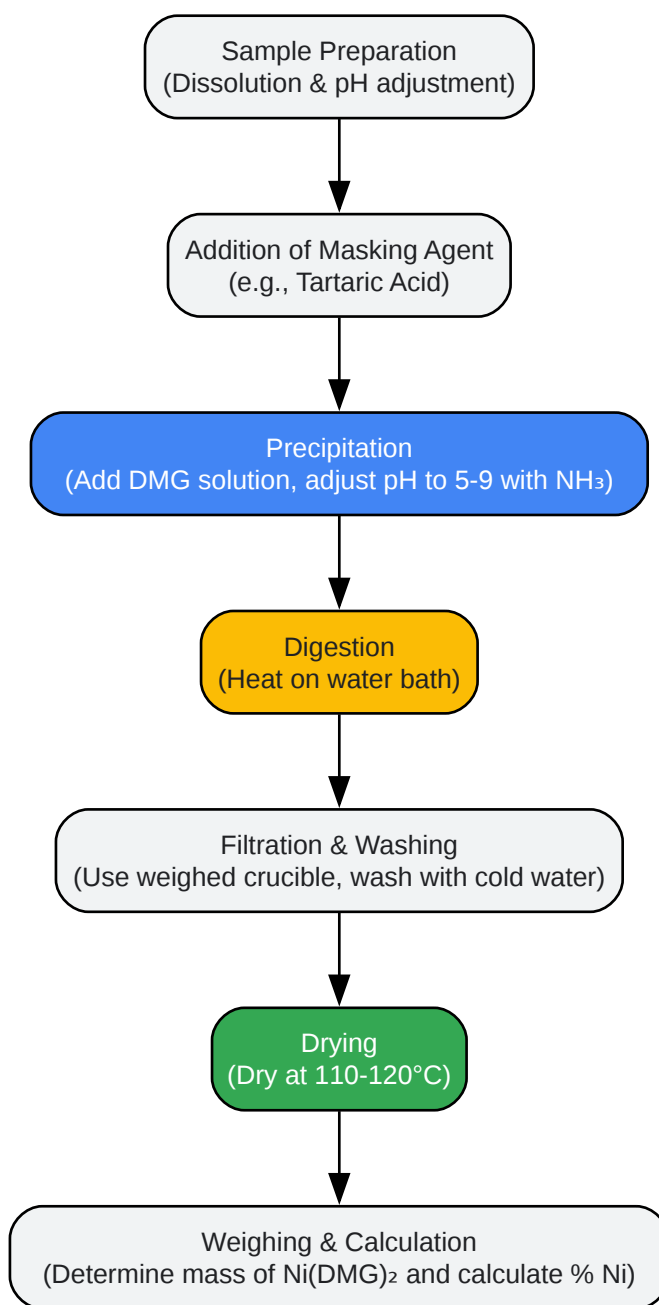 Sample Preparation
(Dissolution & pH adjustment)
Addition of Masking Agent
(e.g., Tartaric Acid)
Precipitation
(Add DMG solution, adjust pH to 5-9 with NH₃)
Digestion
(Heat on water bath)
Filtration & Washing
(Use weighed crucible, wash with cold water)
Drying
(Dry at 110-120°C)
Weighing & Calculation
(Determine mass of Ni(DMG)₂ and calculate % Ni)